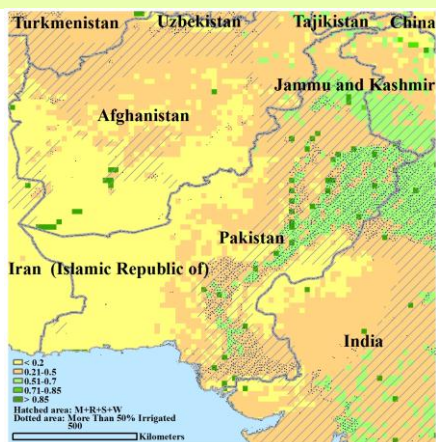 Turkmenistan Uzbekistan Tajikistan China
Jammu and Kashmir
Afghanistan
Pakistan
Iran (Islamic Republic of)
India
< 0.2
0.21-0.5
0.51-0.7
0.71-0.85
> 0.85
Hatched area: M+R+S+W
Dotted area: More Than 50% Irrigated
500
Kilometers